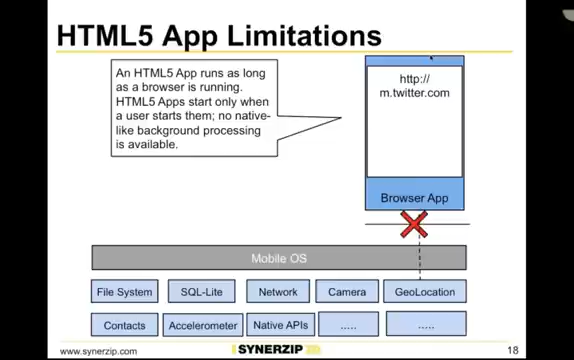 HTML5 App Limitations
An HTML5 App runs as long
as a browser is running.
HTML5 Apps start only when
a user starts them; no native-
like background processing
is available.
http://
m.twitter.com
Browser App
Mobile OS
File System
SQL-Lite
Network
Camera
GeoLocation
Contacts
Accelerometer
Native APIs
.....
.....
www.synerzip.com
SYNERZIP
18